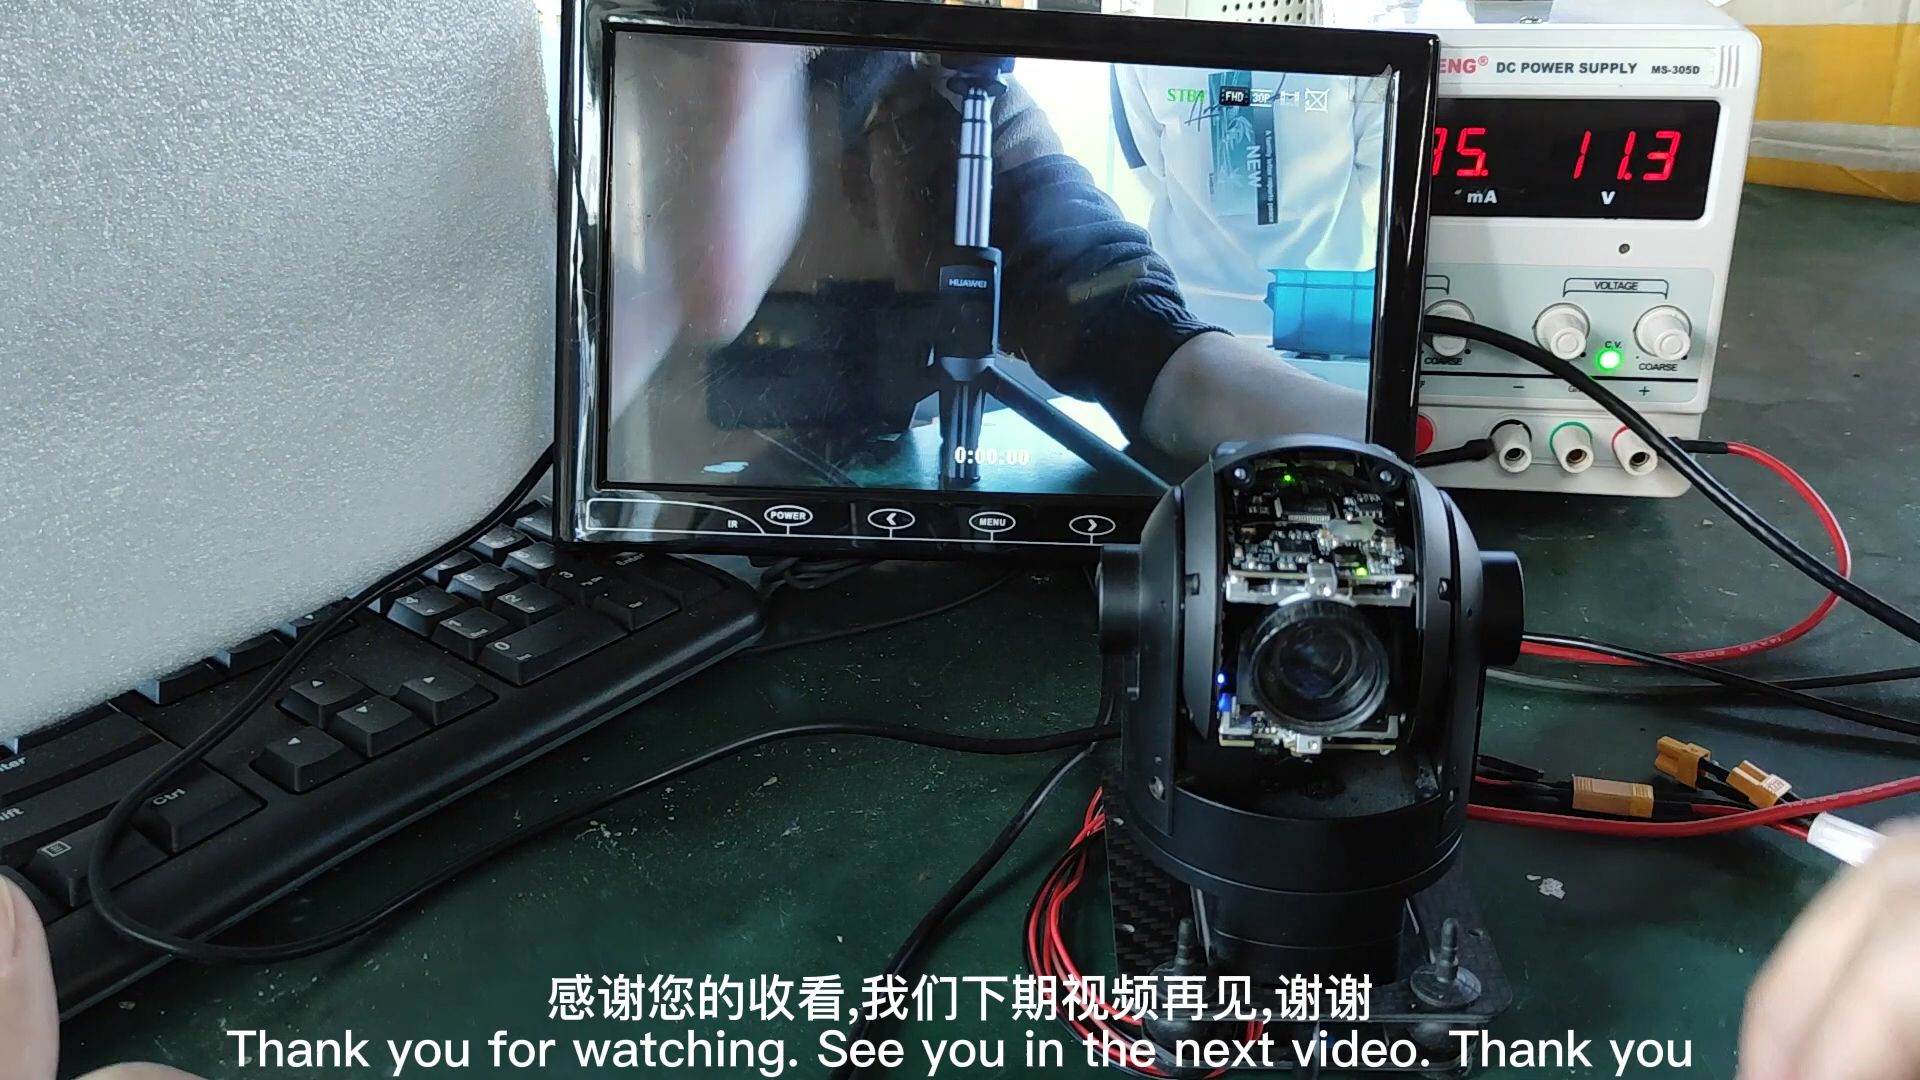 ENG® DC POWER SUPPLY MS-305D
FHD 30P
NEW
35. 11.3
mA V
HUAWEI
VOLTAGE
C.V.
COARSE COARSE
0:00:00
IR POWER MENU
Ctrl
感谢您的收看,我们下期视频再见,谢谢
Thank you for watching. See you in the next video. Thank you